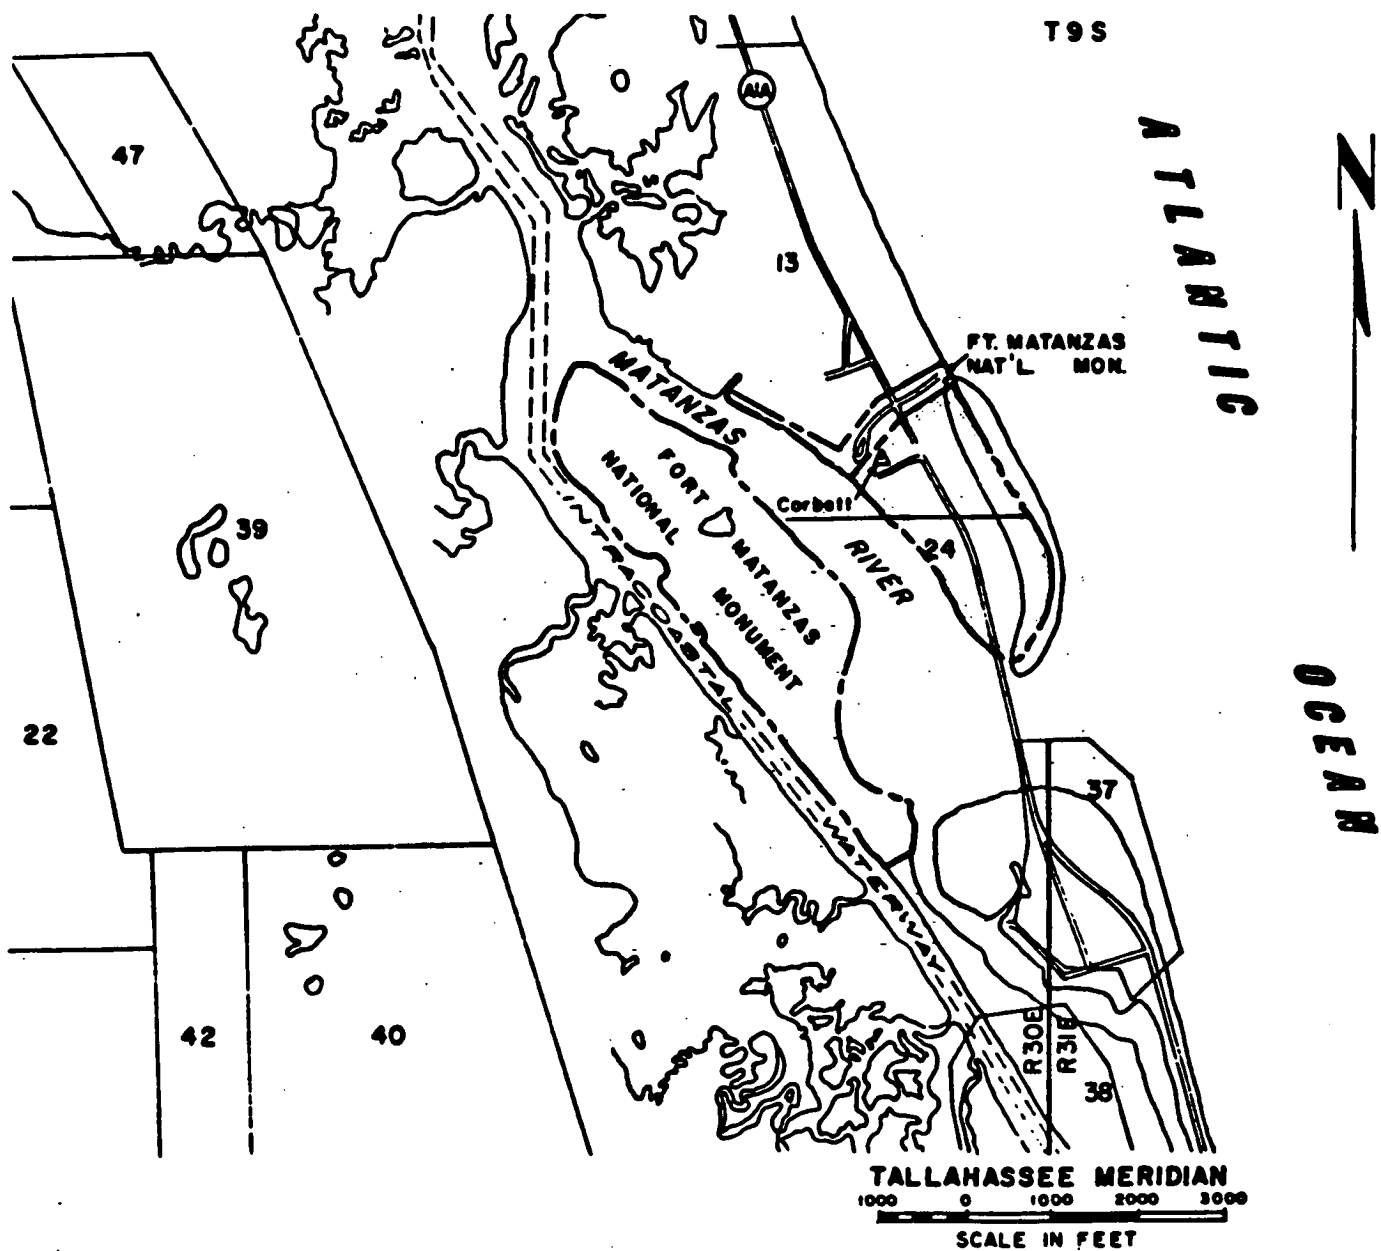 T9S
A1A
47
ATLANTIC
N
13
FT. MATANZAS
NAT'L. MON.
MATANZAS
FORT
NATIONAL
Corbett
39
24
RIVER
MATANZAS
MONUMENT
INTRACOASTAL
WATERWAY
22
OCEAN
37
42
40
R30E
R31E
38
TALLAHASSEE MERIDIAN
1000 0 1000 2000 3000
SCALE IN FEET